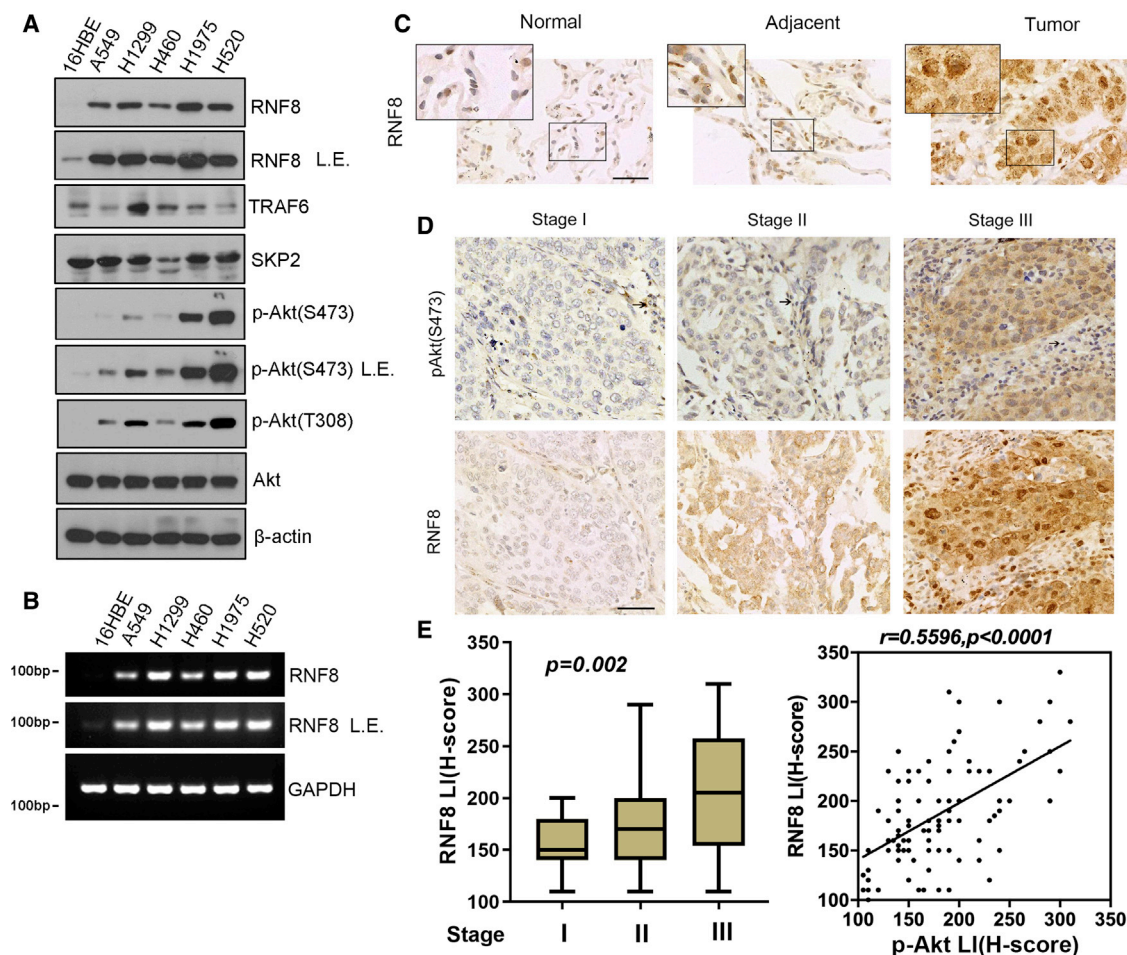 A
16HBE A549 H1299 H460 H1975 H520
RNF8
RNF8 L.E.
TRAF6
SKP2
p-Akt(S473)
p-Akt(S473) L.E.
p-Akt(T308)
Akt
β-actin
B
16HBE A549 H1299 H460 H1975 H520
100bp RNF8
100bp RNF8 L.E.
GAPDH
100bp
C
Normal Adjacent Tumor
RNF8
D
Stage I Stage II Stage III
pAkt(S473)
RNF8
E
p=0.002
RNF8 LI(H-score)
350
300
250
200
150
100
Stage I II III
r=0.5596,p<0.0001
RNF8 LI(H-score)
350
300
250
200
150
100
100 150 200 250 300 350
p-Akt LI(H-score)